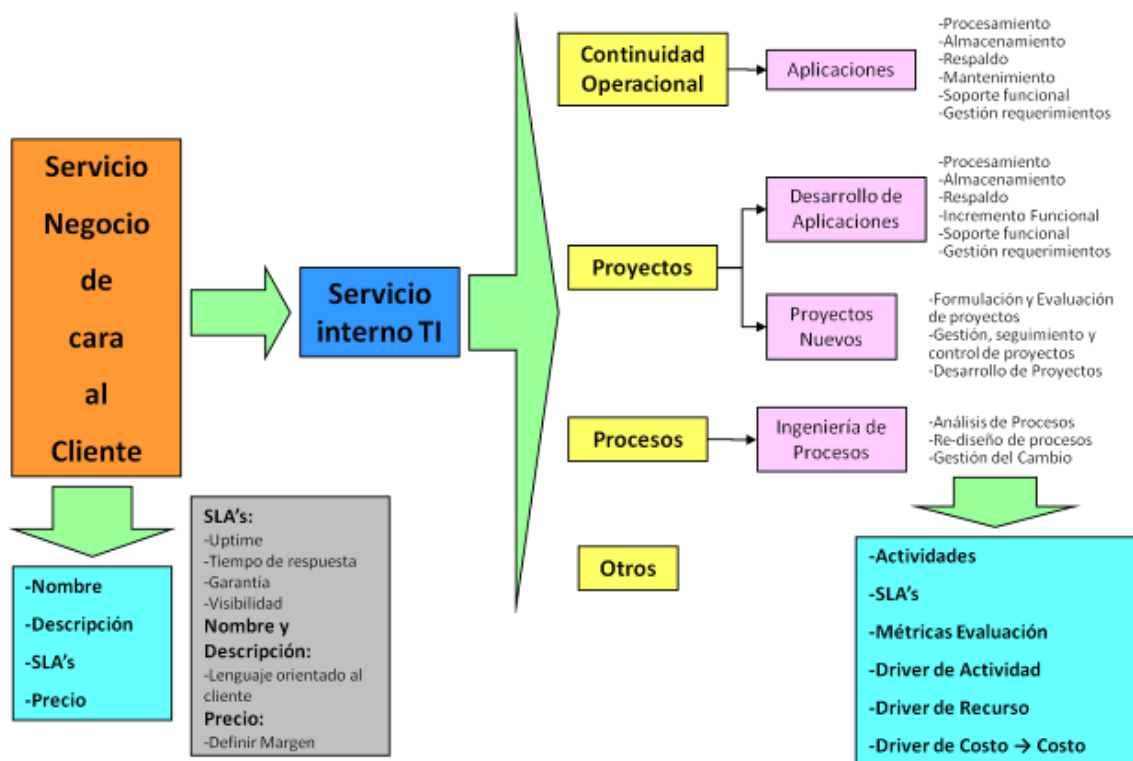 Servicio
Negocio
de
cara
al
Cliente
-Nombre
-Descripción
-SLA's
-Precio
SLA's:
-Uptime
-Tiempo de respuesta
-Garantía
-Visibilidad
Nombre y
Descripción:
-Lenguaje orientado al
cliente
Precio:
-Definir Margen
Servicio
interno TI
Continuidad
Operacional
Aplicaciones
-Procesamiento
-Almacenamiento
-Respaldo
-Mantenimiento
-Soporte funcional
-Gestión requerimientos
Proyectos
Desarrollo de
Aplicaciones
-Procesamiento
-Almacenamiento
-Respaldo
-Incremento Funcional
-Soporte funcional
-Gestión requerimientos
Proyectos
Nuevos
-Formulación y Evaluación
de proyectos
-Gestión, seguimiento y
control de proyectos
-Desarrollo de Proyectos
Procesos
Ingeniería de
Procesos
-Análisis de Procesos
-Re-diseño de procesos
-Gestión del Cambio
Otros
-Actividades
-SLA's
-Métricas Evaluación
-Driver de Actividad
-Driver de Recurso
-Driver de Costo → Costo